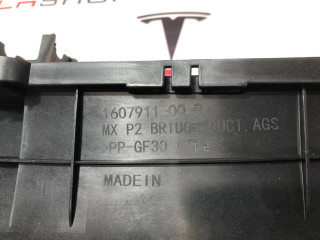 1607911-00-B
MX P2 BRIDGE DUCT, AGS
>PP-GF30
MADE IN